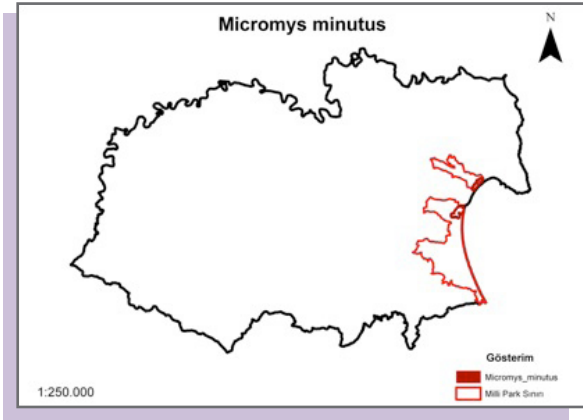 Micromys minutus
N
Gösterim
Micromys_minutus
Milli Park Sınırı
1:250.000